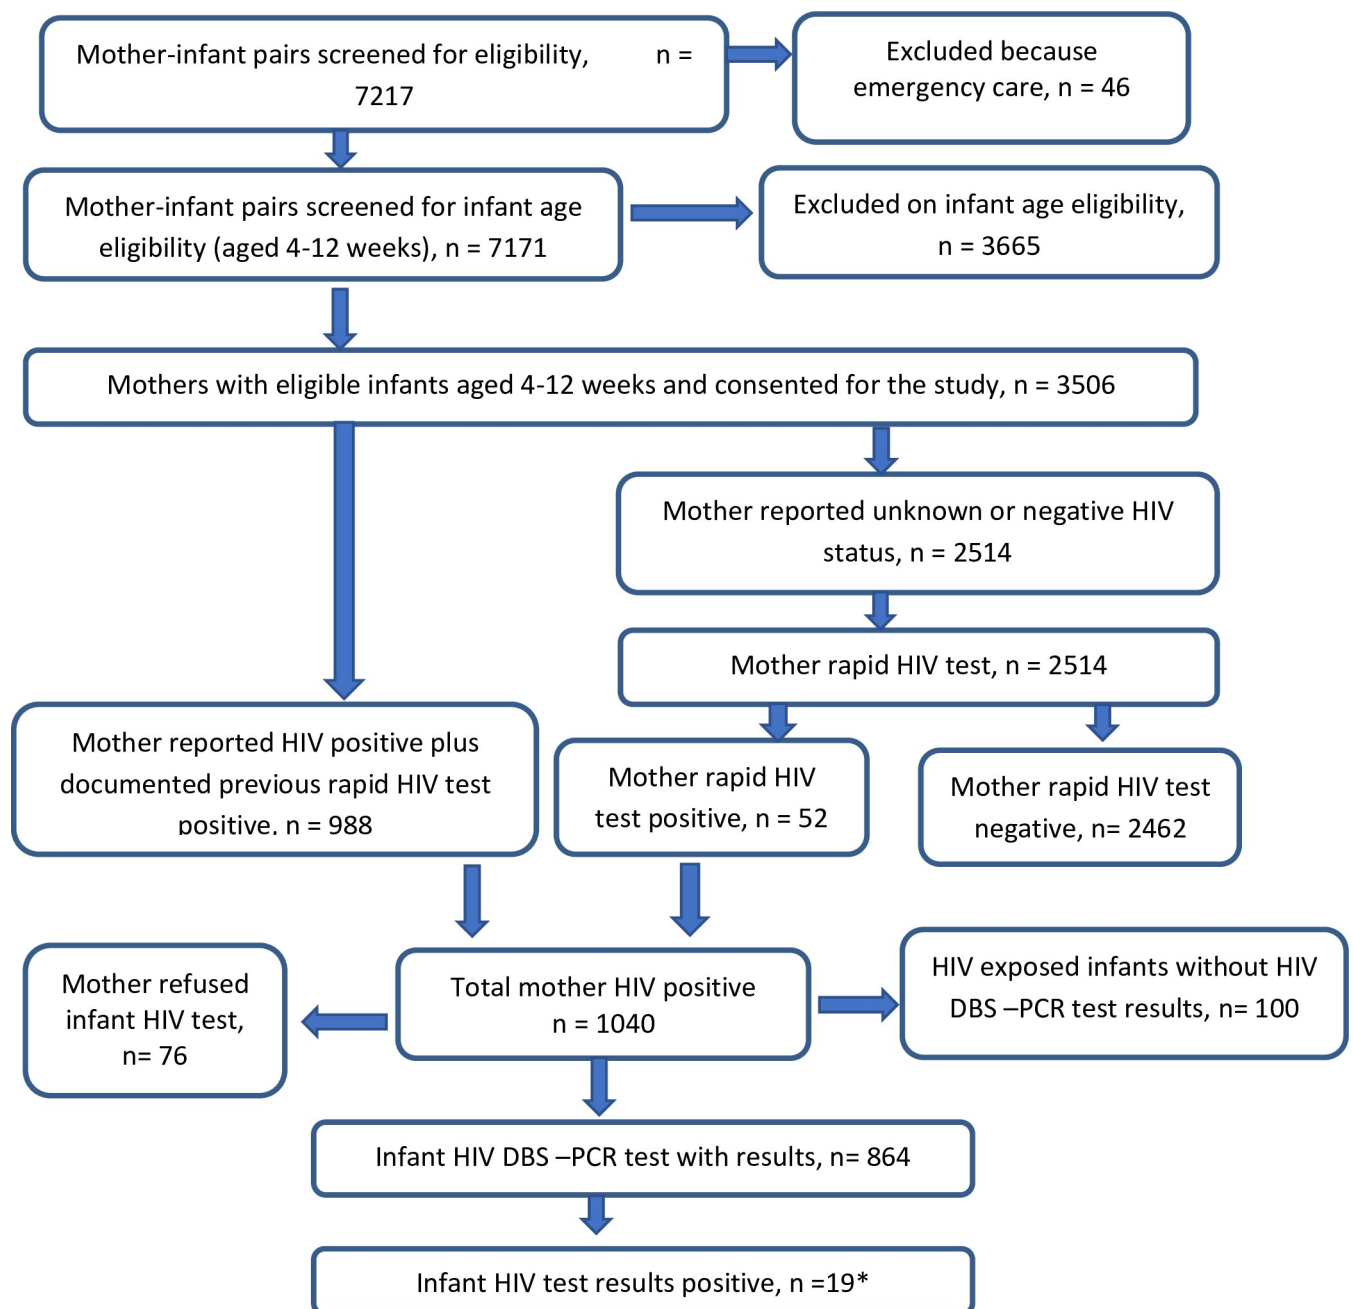 Mother-infant pairs screened for eligibility, n =
7217
Excluded because
emergency care, n = 46
Mother-infant pairs screened for infant age
eligibility (aged 4-12 weeks), n = 7171
Excluded on infant age eligibility,
n = 3665
Mothers with eligible infants aged 4-12 weeks and consented for the study, n = 3506
Mother reported unknown or negative HIV
status, n = 2514
Mother rapid HIV test, n = 2514
Mother reported HIV positive plus
documented previous rapid HIV test
positive, n = 988
Mother rapid HIV
test positive, n = 52
Mother rapid HIV test
negative, n= 2462
Mother refused
infant HIV test,
n= 76
Total mother HIV positive
n = 1040
HIV exposed infants without HIV
DBS –PCR test results, n= 100
Infant HIV DBS –PCR test with results, n= 864
Infant HIV test results positive, n =19*